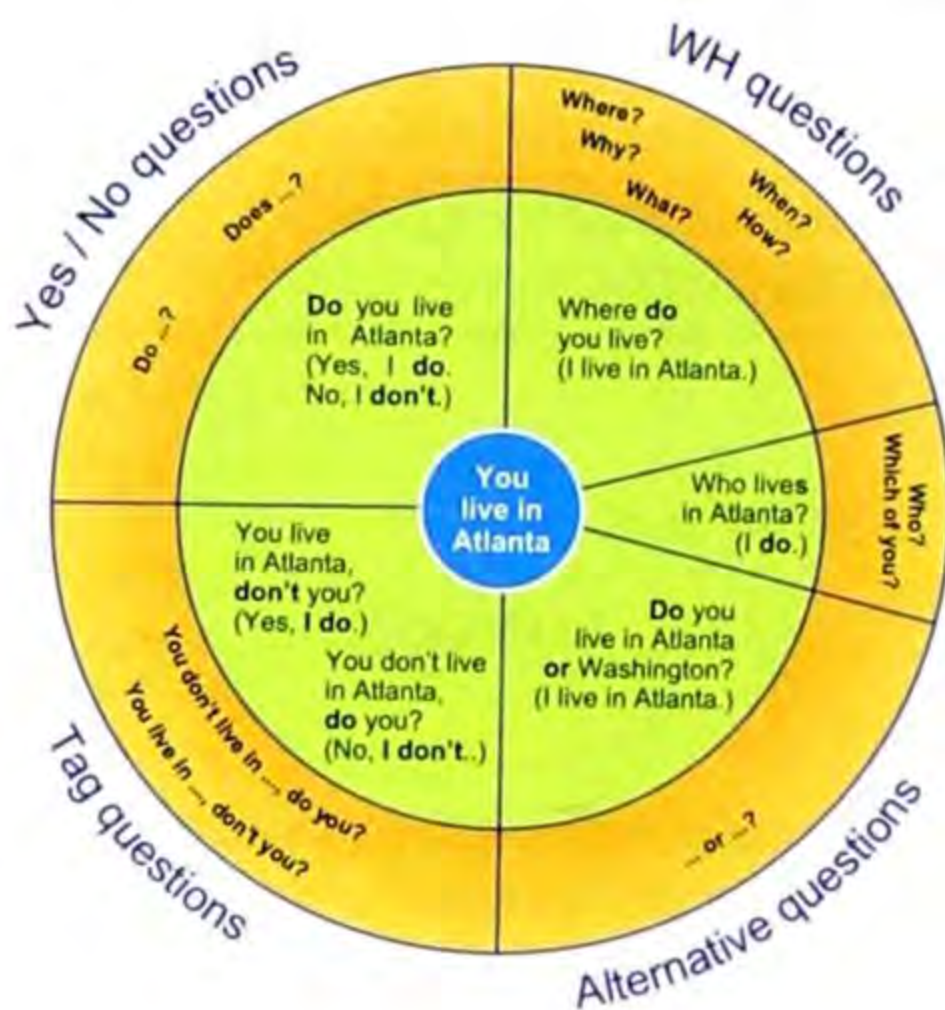 Yes / No questions
Do ...?
Does ...?
Do you live
in Atlanta?
(Yes, I do.
No, I don't.)
WH questions
Where?
Why?
What?
When?
How?
Where do
you live?
(I live in Atlanta.)
Who?
Which of you?
Who lives
in Atlanta?
(I do.)
You
live in
Atlanta
Tag questions
You don't live in ..., do you?
You live in ..., don't you?
You live
in Atlanta,
don't you?
(Yes, I do.)
You don't live
in Atlanta,
do you?
(No, I don't..)
Alternative questions
... or ...?
Do you
live in Atlanta
or Washington?
(I live in Atlanta.)